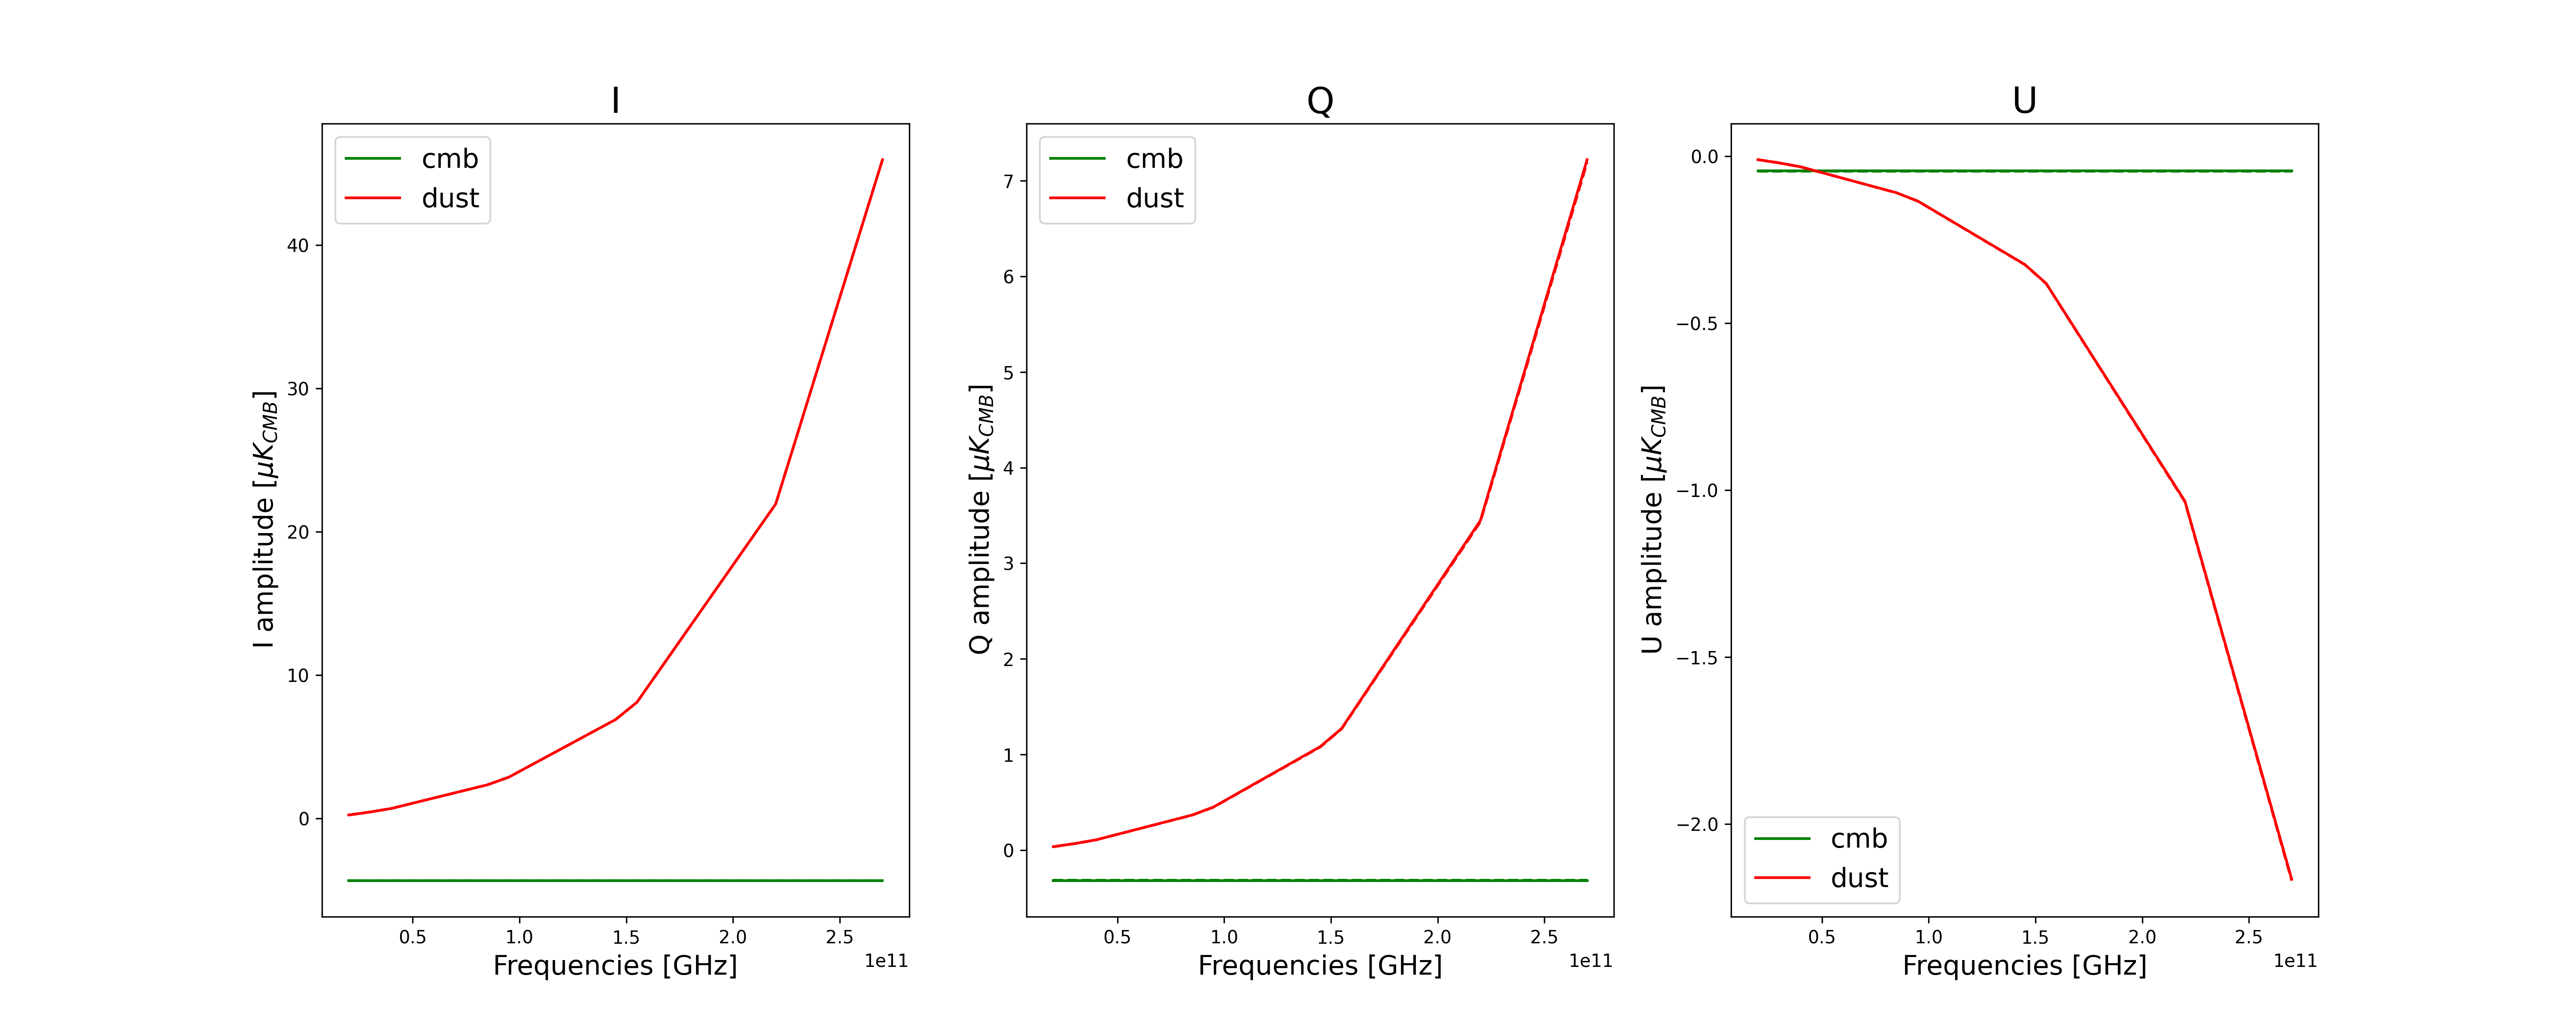 I
cmb
dust
I amplitude [μK_CMB]
40
30
20
10
0
0.5 1.0 1.5 2.0 2.5
1e11
Frequencies [GHz]
Q
cmb
dust
Q amplitude [μK_CMB]
7
6
5
4
3
2
1
0
0.5 1.0 1.5 2.0 2.5
1e11
Frequencies [GHz]
U
U amplitude [μK_CMB]
0.0
−0.5
−1.0
−1.5
−2.0
cmb
dust
0.5 1.0 1.5 2.0 2.5
1e11
Frequencies [GHz]